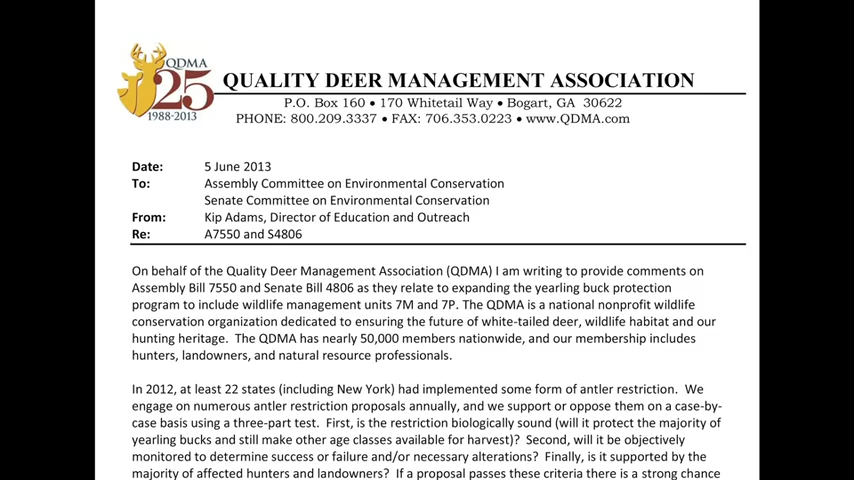 QDMA
25
1988-2013
QUALITY DEER MANAGEMENT ASSOCIATION
P.O. Box 160 • 170 Whitetail Way • Bogart, GA 30622
PHONE: 800.209.3337 • FAX: 706.353.0223 • www.QDMA.com
Date: 5 June 2013
To: Assembly Committee on Environmental Conservation
Senate Committee on Environmental Conservation
From: Kip Adams, Director of Education and Outreach
Re: A7550 and S4806
On behalf of the Quality Deer Management Association (QDMA) I am writing to provide comments on
Assembly Bill 7550 and Senate Bill 4806 as they relate to expanding the yearling buck protection
program to include wildlife management units 7M and 7P. The QDMA is a national nonprofit wildlife
conservation organization dedicated to ensuring the future of white-tailed deer, wildlife habitat and our
hunting heritage. The QDMA has nearly 50,000 members nationwide, and our membership includes
hunters, landowners, and natural resource professionals.
In 2012, at least 22 states (including New York) had implemented some form of antler restriction. We
engage on numerous antler restriction proposals annually, and we support or oppose them on a case-by-
case basis using a three-part test. First, is the restriction biologically sound (will it protect the majority of
yearling bucks and still make other age classes available for harvest)? Second, will it be objectively
monitored to determine success or failure and/or necessary alterations? Finally, is it supported by the
majority of affected hunters and landowners? If a proposal passes these criteria there is a strong chance